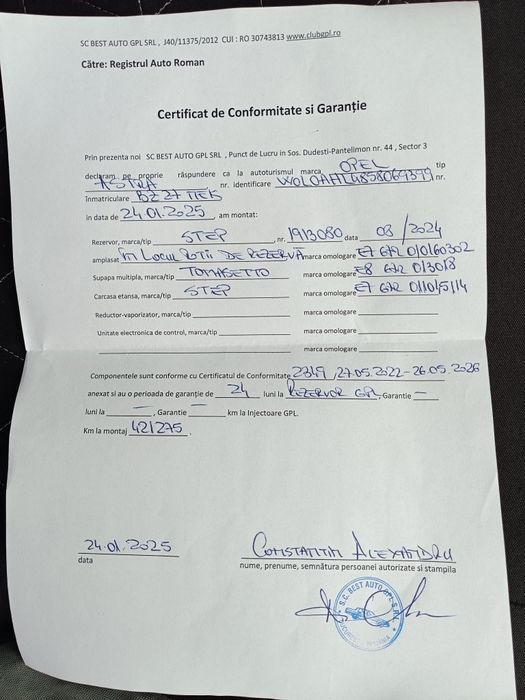 SC BEST AUTO GPL SRL , J40/11375/2012 CUI : RO 30743813 www.clubgpl.ro
Către: Registrul Auto Roman
Certificat de Conformitate si Garanție
Prin prezenta noi SC BEST AUTO GPL SRL , Punct de Lucru in Sos. Dudesti-Pantelimon nr. 44 , Sector 3
declaram pe proprie răspundere ca la autoturismul marca OPEL tip
ASTRA nr. identificare nr.
inmatriculare BZ 27 TEK
in data de 24.01.2025, am montat:
Rezervor, marca/tip STEP , nr. 1913080 data 03/2024
amplasat ÎN LOCUL ROTII DE REZERVĂ marca omologare E7 67R 010160302
Supapa multipla, marca/tip TOMASETTO marca omologare E8 67R 013018
Carcasa etansa, marca/tip STEP marca omologare E7 67R 011015114
Reductor-vaporizator, marca/tip marca omologare
Unitate electronica de control, marca/tip marca omologare
marca omologare
Componentele sunt conforme cu Certificatul de Conformitate 2349 / 27.05.2022 - 26.05.2026
anexat si au o perioada de garanție de 24 luni la REZERVOR GPL, Garantie —
luni la — , Garantie — km la Injectoare GPL.
Km la montaj 421275 .
24.01.2025 CONSTANTIN ALEXANDRU
data nume, prenume, semnătura persoanei autorizate si stampila
S.C. BEST AUTO GPL S.R.L.